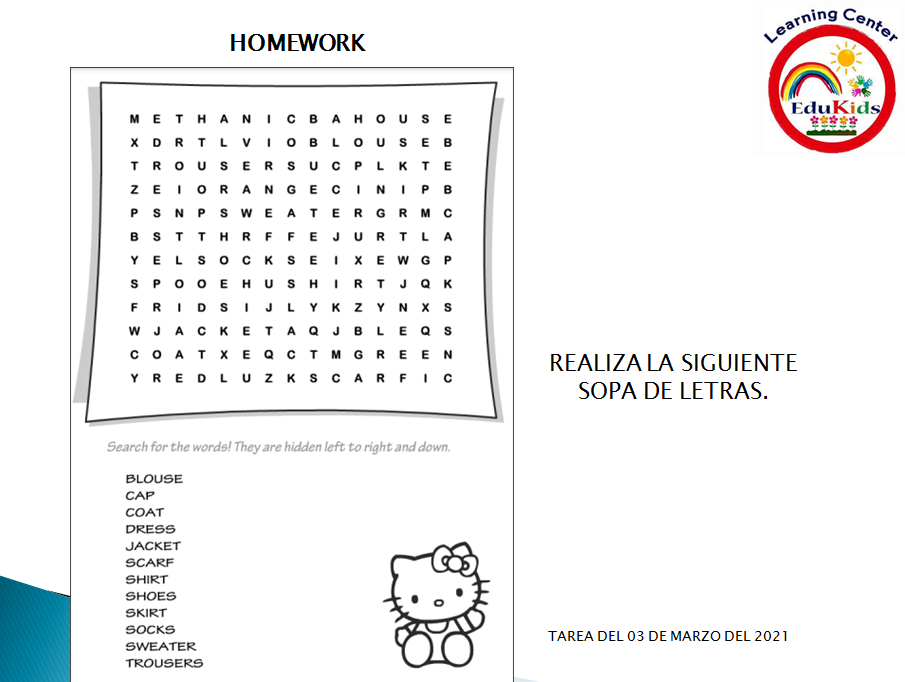 HOMEWORK
Learning Center
EduKids
M E T H A N I C B A H O U S E
X D R T L V I O B L O U S E B
T R O U S E R S U C P L K T E
Z E I O R A N G E C I N I P B
P S N P S W E A T E R G R M C
B S T T H R F F E J U R T L A
Y E L S O C K S E I X E W G P
S P O O E H U S H I R T J Q K
F R I D S I J L Y K Z Y N X S
W J A C K E T A Q J B L E Q S
C O A T X E Q C T M G R E E N
Y R E D L U Z K S C A R F I C
REALIZA LA SIGUIENTE
SOPA DE LETRAS.
Search for the words! They are hidden left to right and down.
BLOUSE
CAP
COAT
DRESS
JACKET
SCARF
SHIRT
SHOES
SKIRT
SOCKS
SWEATER
TROUSERS
TAREA DEL 03 DE MARZO DEL 2021